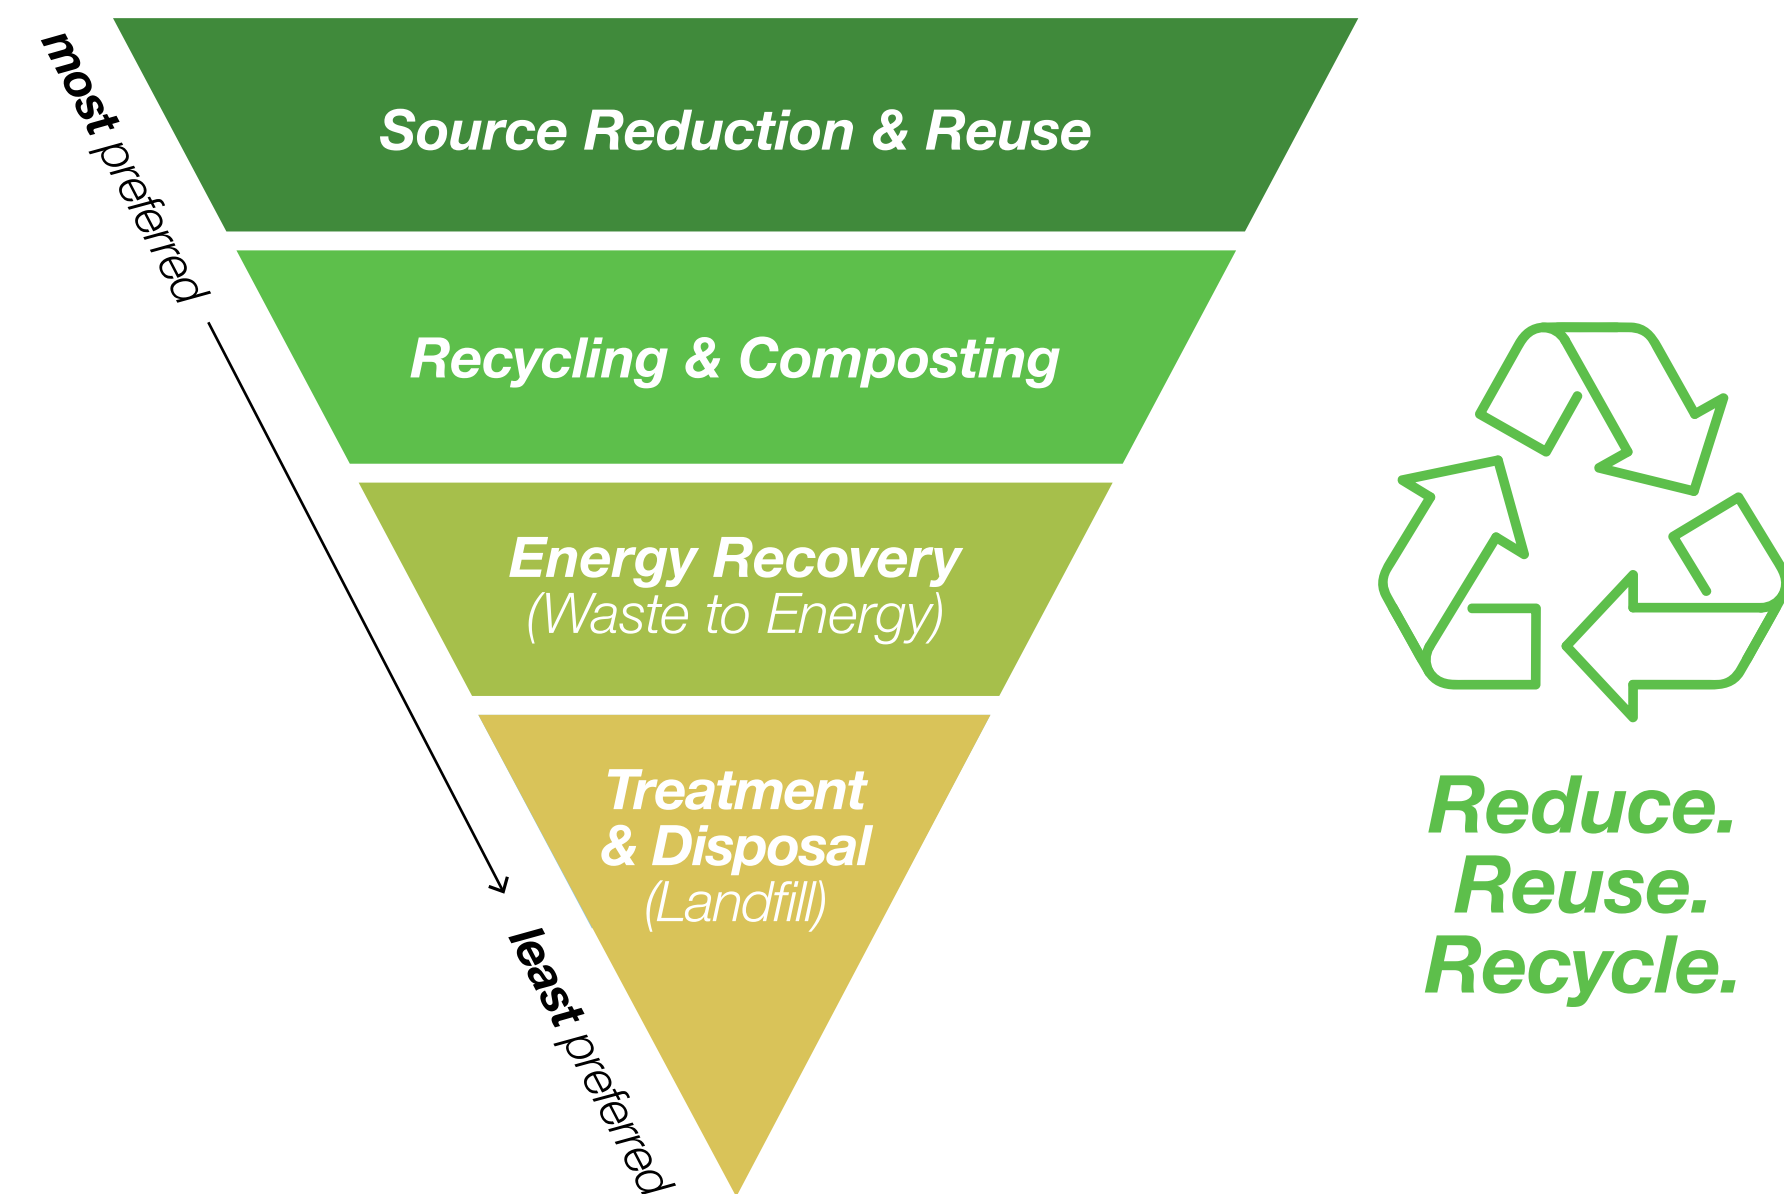 most preferred
Source Reduction & Reuse
Recycling & Composting
Energy Recovery
(Waste to Energy)
Treatment
& Disposal
(Landfill)
least preferred
Reduce.
Reuse.
Recycle.